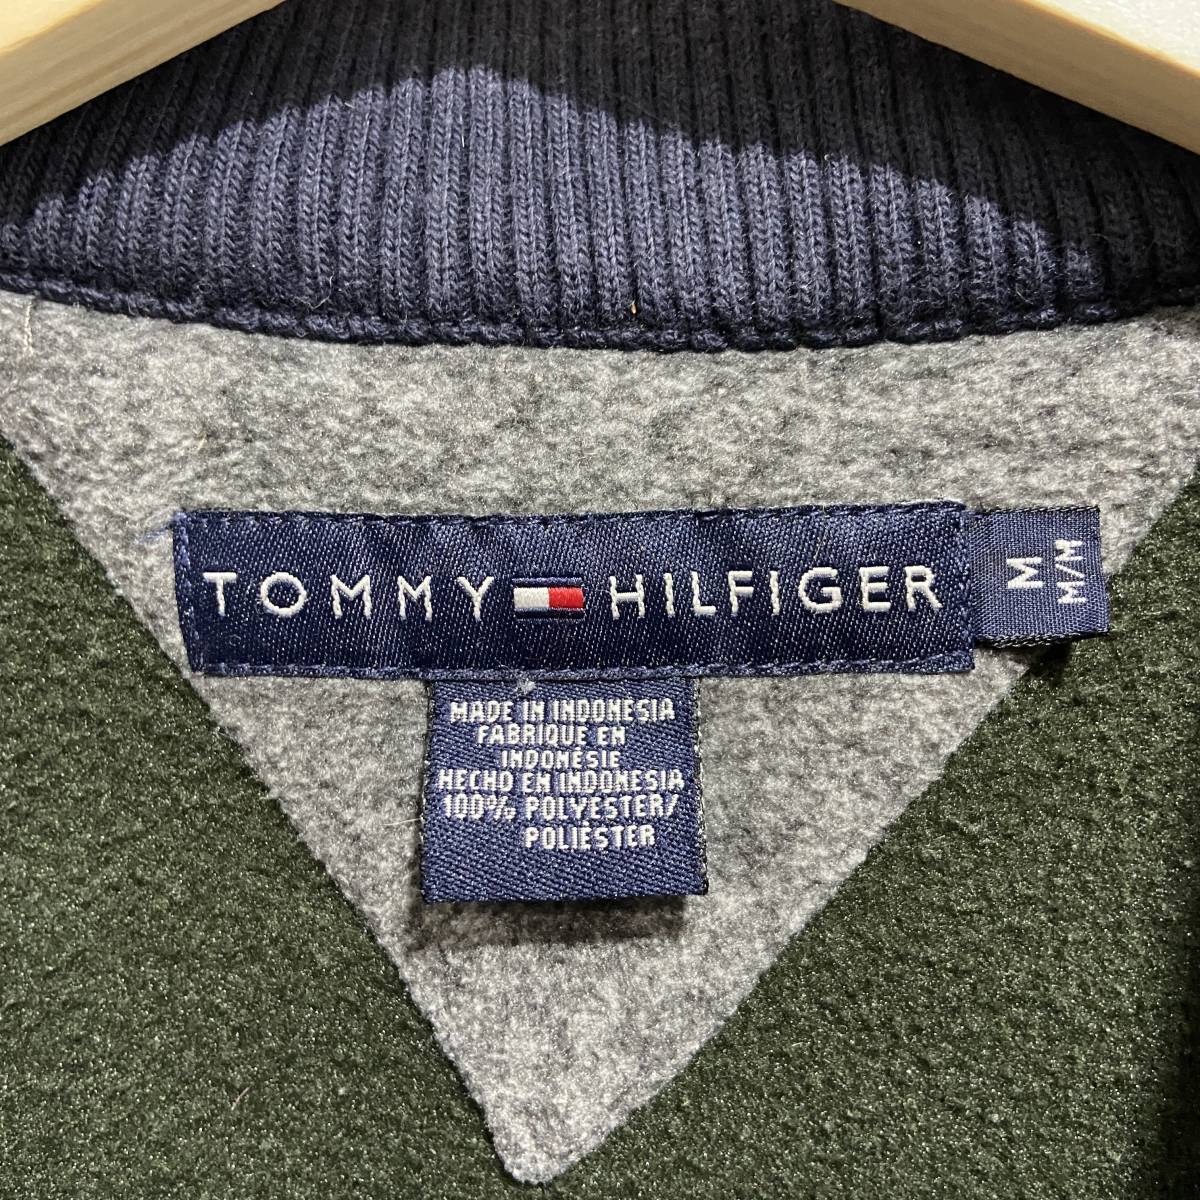 TOMMY HILFIGER
M
M/M
MADE IN INDONESIA
FABRIQUE EN
INDONÉSIE
HECHO EN INDONESIA
100% POLYESTER/
POLIÉSTER